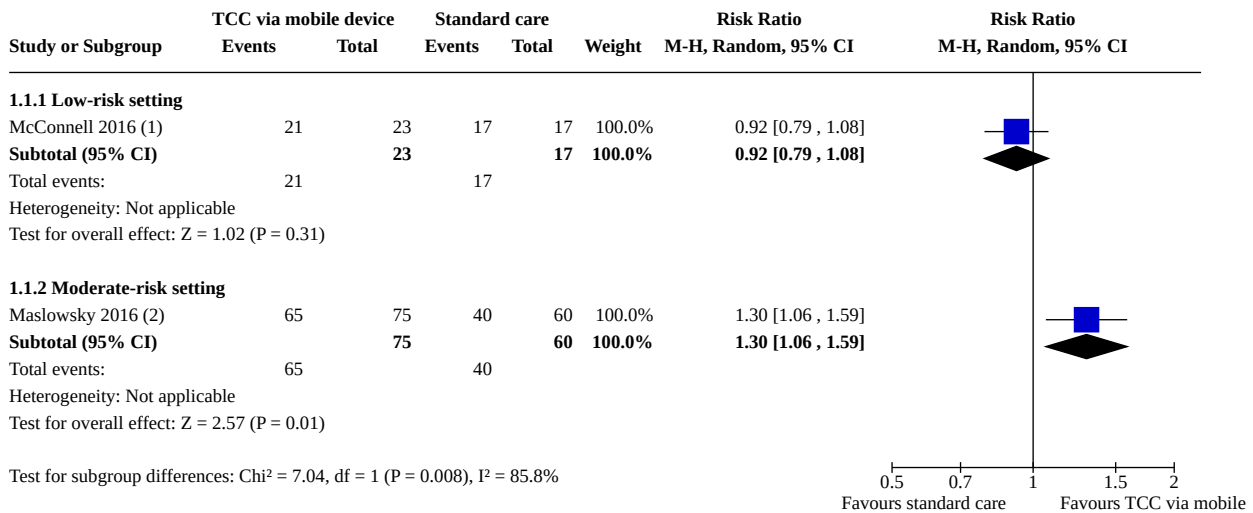 TCC via mobile device Standard care Risk Ratio Risk Ratio
Study or Subgroup Events Total Events Total Weight M-H, Random, 95% CI M-H, Random, 95% CI
1.1.1 Low-risk setting
McConnell 2016 (1) 21 23 17 17 100.0% 0.92 [0.79 , 1.08]
Subtotal (95% CI) 23 17 100.0% 0.92 [0.79 , 1.08]
Total events: 21 17
Heterogeneity: Not applicable
Test for overall effect: Z = 1.02 (P = 0.31)
1.1.2 Moderate-risk setting
Maslowsky 2016 (2) 65 75 40 60 100.0% 1.30 [1.06 , 1.59]
Subtotal (95% CI) 75 60 100.0% 1.30 [1.06 , 1.59]
Total events: 65 40
Heterogeneity: Not applicable
Test for overall effect: Z = 2.57 (P = 0.01)
Test for subgroup differences: Chi² = 7.04, df = 1 (P = 0.008), I² = 85.8%
0.5 0.7 1 1.5 2
Favours standard care Favours TCC via mobile